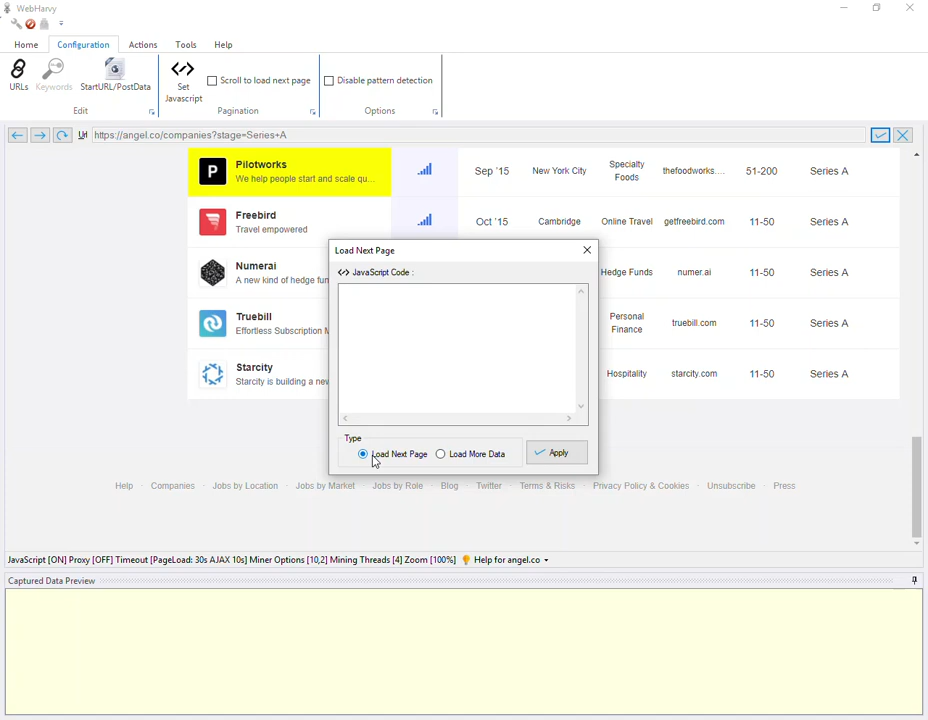 WebHarvy
Home Configuration Actions Tools Help
URLs Keywords StartURL/PostData Set Javascript Scroll to load next page Disable pattern detection
Edit Pagination Options
Url https://angel.co/companies?stage=Series+A
P Pilotworks
We help people start and scale qu... Sep '15 New York City Specialty Foods thefoodworks.... 51-200 Series A
Freebird
Travel empowered Oct '15 Cambridge Online Travel getfreebird.com 11-50 Series A
Numerai
A new kind of hedge fun Hedge Funds numer.ai 11-50 Series A
Truebill
Effortless Subscription M Personal Finance truebill.com 11-50 Series A
Starcity
Starcity is building a new Hospitality starcity.com 11-50 Series A
Load Next Page
JavaScript Code :
Type
Load Next Page Load More Data Apply
Help · Companies · Jobs by Location · Jobs by Market · Jobs by Role · Blog · Twitter · Terms & Risks · Privacy Policy & Cookies · Unsubscribe · Press
JavaScript [ON] Proxy [OFF] Timeout [PageLoad: 30s AJAX 10s] Miner Options [10,2] Mining Threads [4] Zoom [100%] Help for angel.co
Captured Data Preview